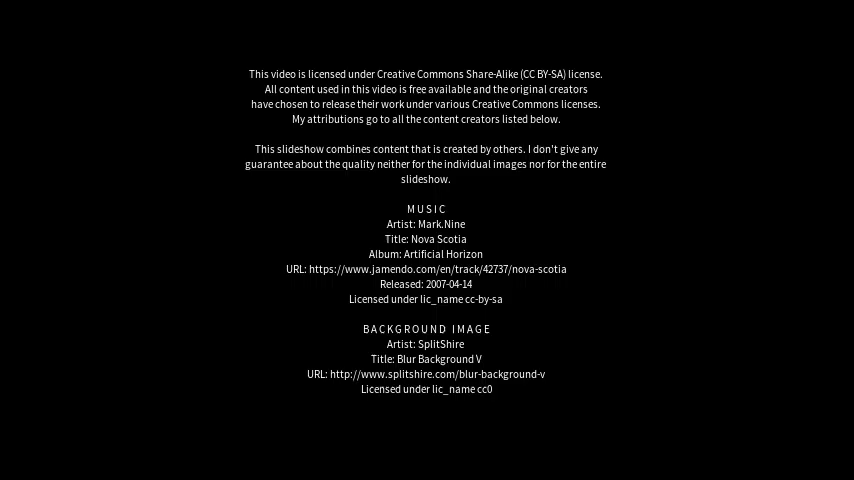 This video is licensed under Creative Commons Share-Alike (CC BY-SA) license.
All content used in this video is free available and the original creators
have chosen to release their work under various Creative Commons licenses.
My attributions go to all the content creators listed below.
This slideshow combines content that is created by others. I don't give any
guarantee about the quality neither for the individual images nor for the entire
slideshow.
MUSIC
Artist: Mark.Nine
Title: Nova Scotia
Album: Artificial Horizon
URL: https://www.jamendo.com/en/track/42737/nova-scotia
Released: 2007-04-14
Licensed under lic_name cc-by-sa
BACKGROUND IMAGE
Artist: SplitShire
Title: Blur Background V
URL: http://www.splitshire.com/blur-background-v
Licensed under lic_name cc0